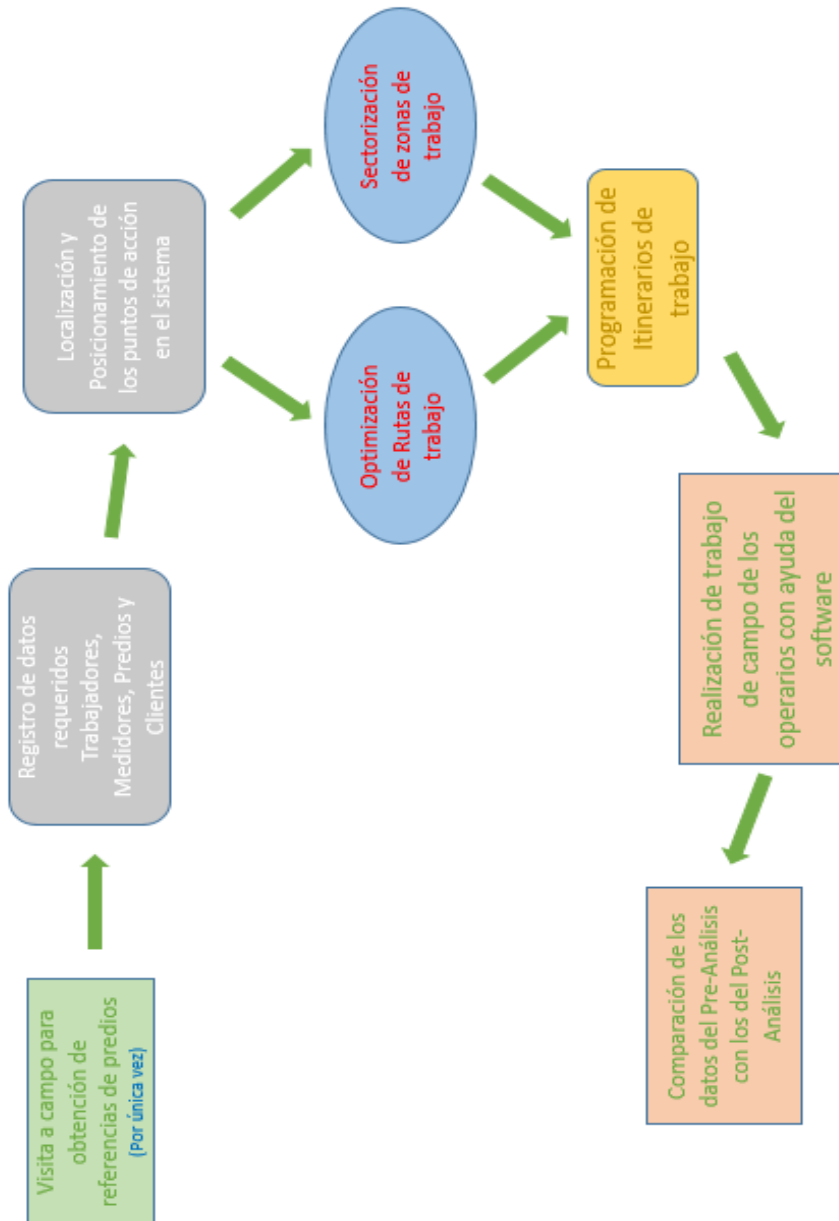 Visita a campo para
obtención de
referencias de predios
(Por única vez)
Registro de datos
requeridos
Trabajadores,
Medidores, Predios y
Clientes
Localización y
Posicionamiento de
los puntos de acción
en el sistema
Optimización
de Rutas de
trabajo
Sectorización
de zonas de
trabajo
Programación de
Itinerarios de
trabajo
Realización de trabajo
de campo de los
operarios con ayuda del
software
Comparación de los
datos del Pre-Análisis
con los del Post-
Análisis